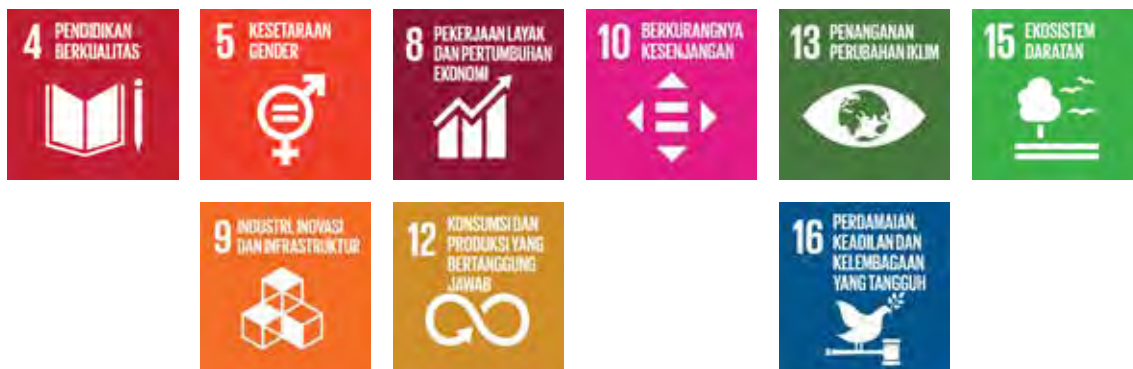 4 PENDIDIKAN
BERKUALITAS
5 KESETARAAN
GENDER
8 PEKERJAAN LAYAK
DAN PERTUMBUHAN
EKONOMI
10 BERKURANGNYA
KESENJANGAN
13 PENANGANAN
PERUBAHAN IKLIM
15 EKOSISTEM
DARATAN
9 INDUSTRI, INOVASI
DAN INFRASTRUKTUR
12 KONSUMSI DAN
PRODUKSI YANG
BERTANGGUNG
JAWAB
16 PERDAMAIAN,
KEADILAN DAN
KELEMBAGAAN
YANG TANGGUH